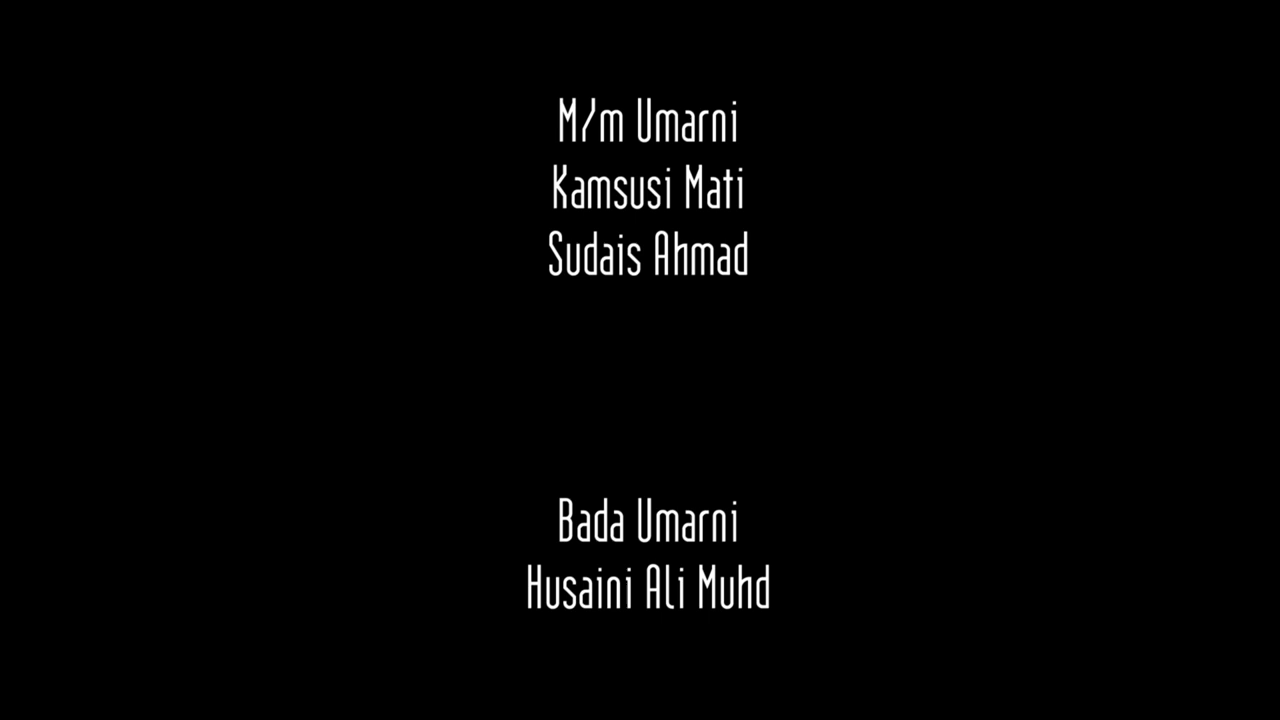 M/m Umarni
Kamsusi Mati
Sudais Ahmad
Bada Umarni
Husaini Ali Muhd